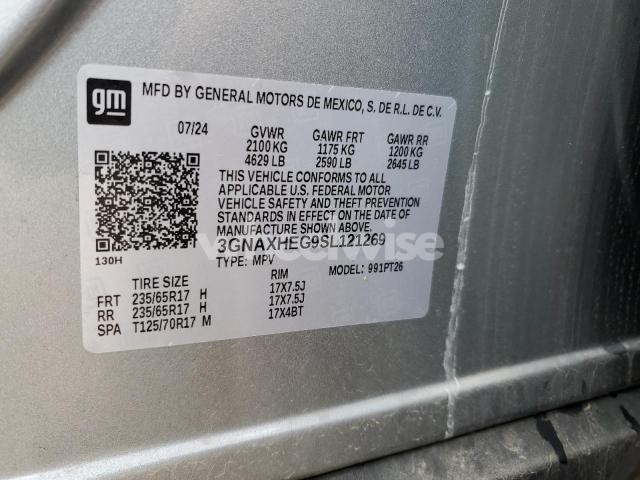 gm
MFD BY GENERAL MOTORS DE MEXICO, S. DE R.L. DE C.V.
07/24 GVWR GAWR FRT GAWR RR
2100 KG 1175 KG 1200 KG
4629 LB 2590 LB 2645 LB
THIS VEHICLE CONFORMS TO ALL
APPLICABLE U.S. FEDERAL MOTOR
VEHICLE SAFETY AND THEFT PREVENTION
STANDARDS IN EFFECT ON THE DATE OF
MANUFACTURE SHOWN ABOVE.
3GNAXHEG9SL121269
130H TYPE: MPV MODEL: 991PT26
TIRE SIZE RIM
FRT 235/65R17 H 17X7.5J
RR 235/65R17 H 17X7.5J
SPA T125/70R17 M 17X4BT